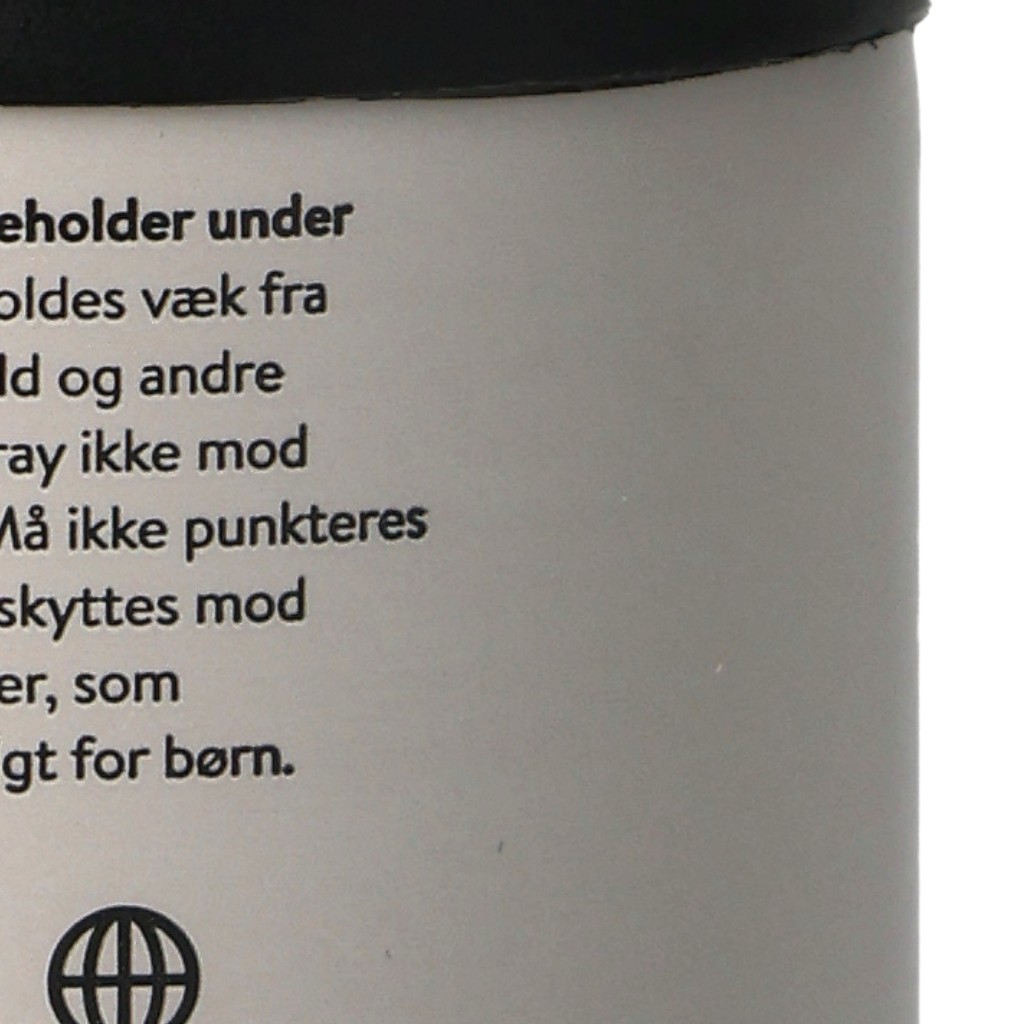 eholder under
oldes væk fra
ld og andre
ray ikke mod
Må ikke punkteres
skyttes mod
er, som
gt for børn.